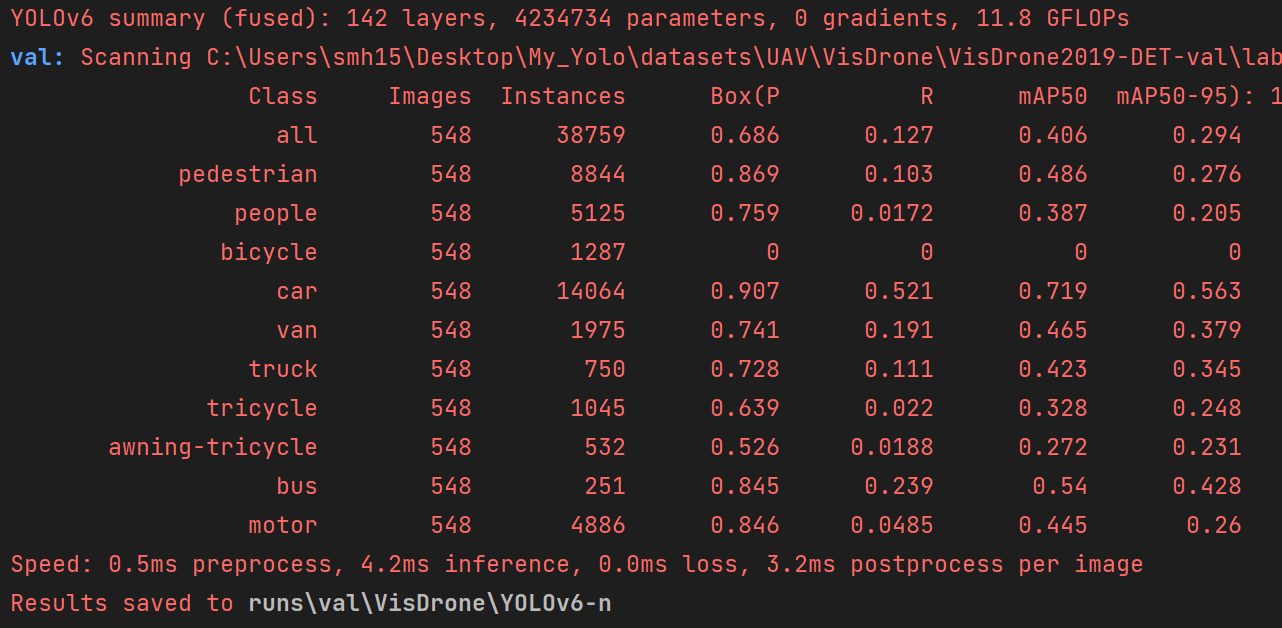 YOLOv6 summary (fused): 142 layers, 4234734 parameters, 0 gradients, 11.8 GFLOPs
val: Scanning C:\Users\smh15\Desktop\My_Yolo\datasets\UAV\VisDrone\VisDrone2019-DET-val\lab
Class Images Instances Box(P R mAP50 mAP50-95): 1
all 548 38759 0.686 0.127 0.406 0.294
pedestrian 548 8844 0.869 0.103 0.486 0.276
people 548 5125 0.759 0.0172 0.387 0.205
bicycle 548 1287 0 0 0 0
car 548 14064 0.907 0.521 0.719 0.563
van 548 1975 0.741 0.191 0.465 0.379
truck 548 750 0.728 0.111 0.423 0.345
tricycle 548 1045 0.639 0.022 0.328 0.248
awning-tricycle 548 532 0.526 0.0188 0.272 0.231
bus 548 251 0.845 0.239 0.54 0.428
motor 548 4886 0.846 0.0485 0.445 0.26
Speed: 0.5ms preprocess, 4.2ms inference, 0.0ms loss, 3.2ms postprocess per image
Results saved to runs\val\VisDrone\YOLOv6-n